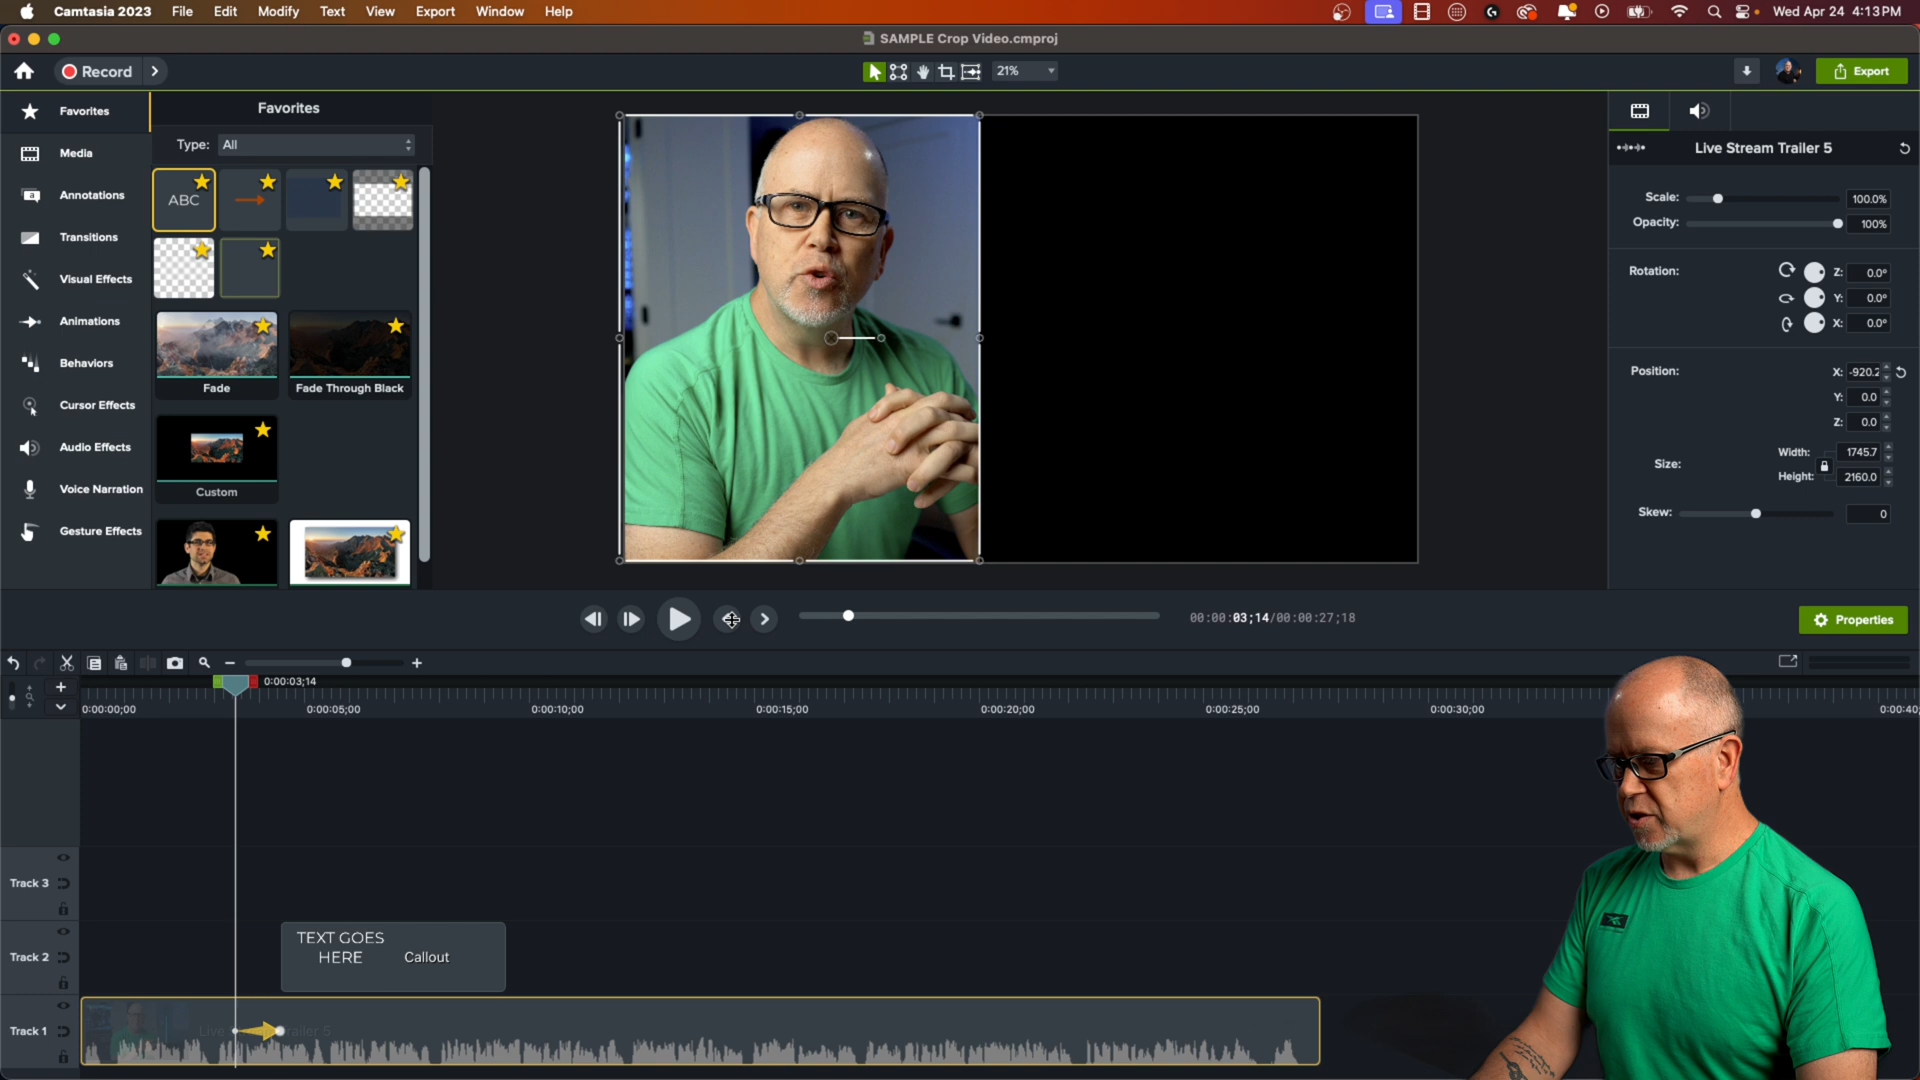 Camtasia 2023 File Edit Modify Text View Export Window Help
Wed Apr 24 4:13 PM
SAMPLE Crop Video.cmproj
Record
21%
Export
Favorites
Media
Annotations
Transitions
Visual Effects
Animations
Behaviors
Cursor Effects
Audio Effects
Voice Narration
Gesture Effects
Favorites
Type: All
ABC
Fade
Fade Through Black
Custom
Live Stream Trailer 5
Scale: 100.0%
Opacity: 100%
Rotation: Z: 0.0°
Y: 0.0°
X: 0.0°
Position: X: -920.2
Y: 0.0
Z: 0.0
Size:
Width: 1745.7
Height: 2160.0
Skew: 0
00:00:03;14/00:00:27;18
Properties
0:00:03;14
0:00:00;00 0:00:05;00 0:00:10;00 0:00:15;00 0:00:20;00 0:00:25;00 0:00:30;00 0:00:40;
Track 3
Track 2
TEXT GOES
HERE
Callout
Track 1
Live railer 5